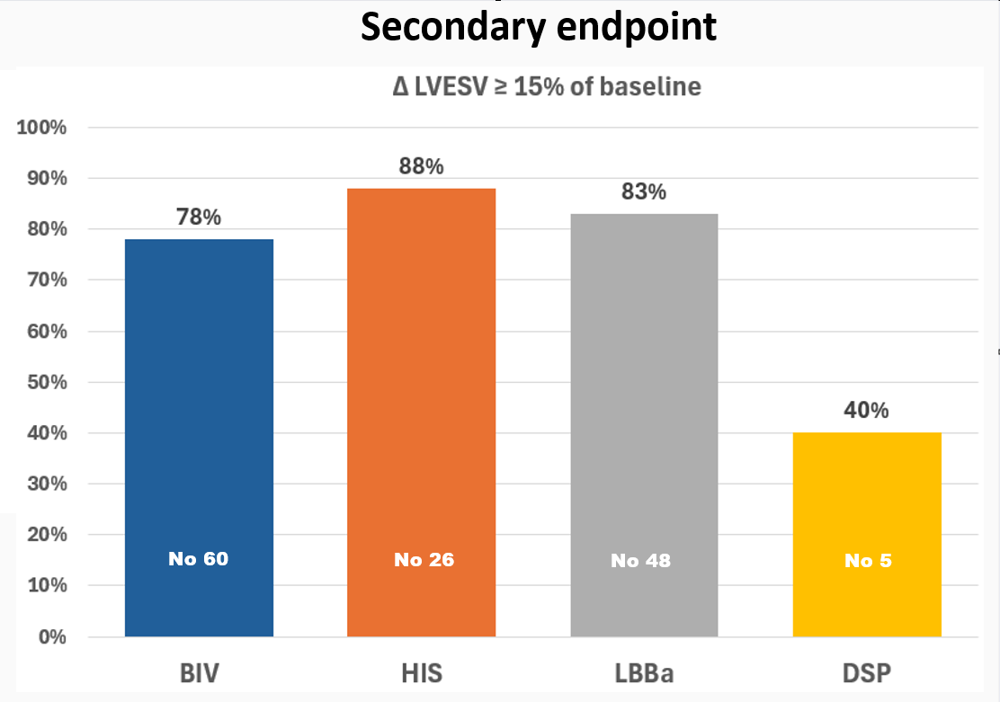 Secondary endpoint
Δ LVESV ≥ 15% of baseline
100%
90%
80%
70%
60%
50%
40%
30%
20%
10%
0%
78%
88%
83%
40%
No 60
No 26
No 48
No 5
BIV
HIS
LBBa
DSP